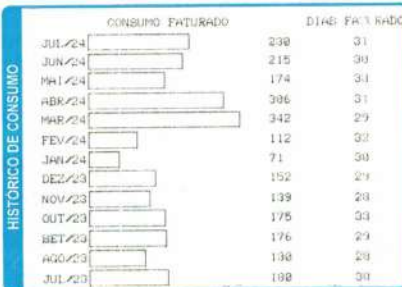 HISTÓRICO DE CONSUMO
CONSUMO FATURADO DIAS
JUL/24 230 31
JUN/24 215 30
MAI/24 174
ABR/24 306 31
MAR/24 342 29
FEV/24 112 32
JAN/24 71 30
DEZ/23 152 29
NOV/23 139 28
OUT/23 175 33
SET/23 176 29
AGO/23 130 28
JUL/23 180 30